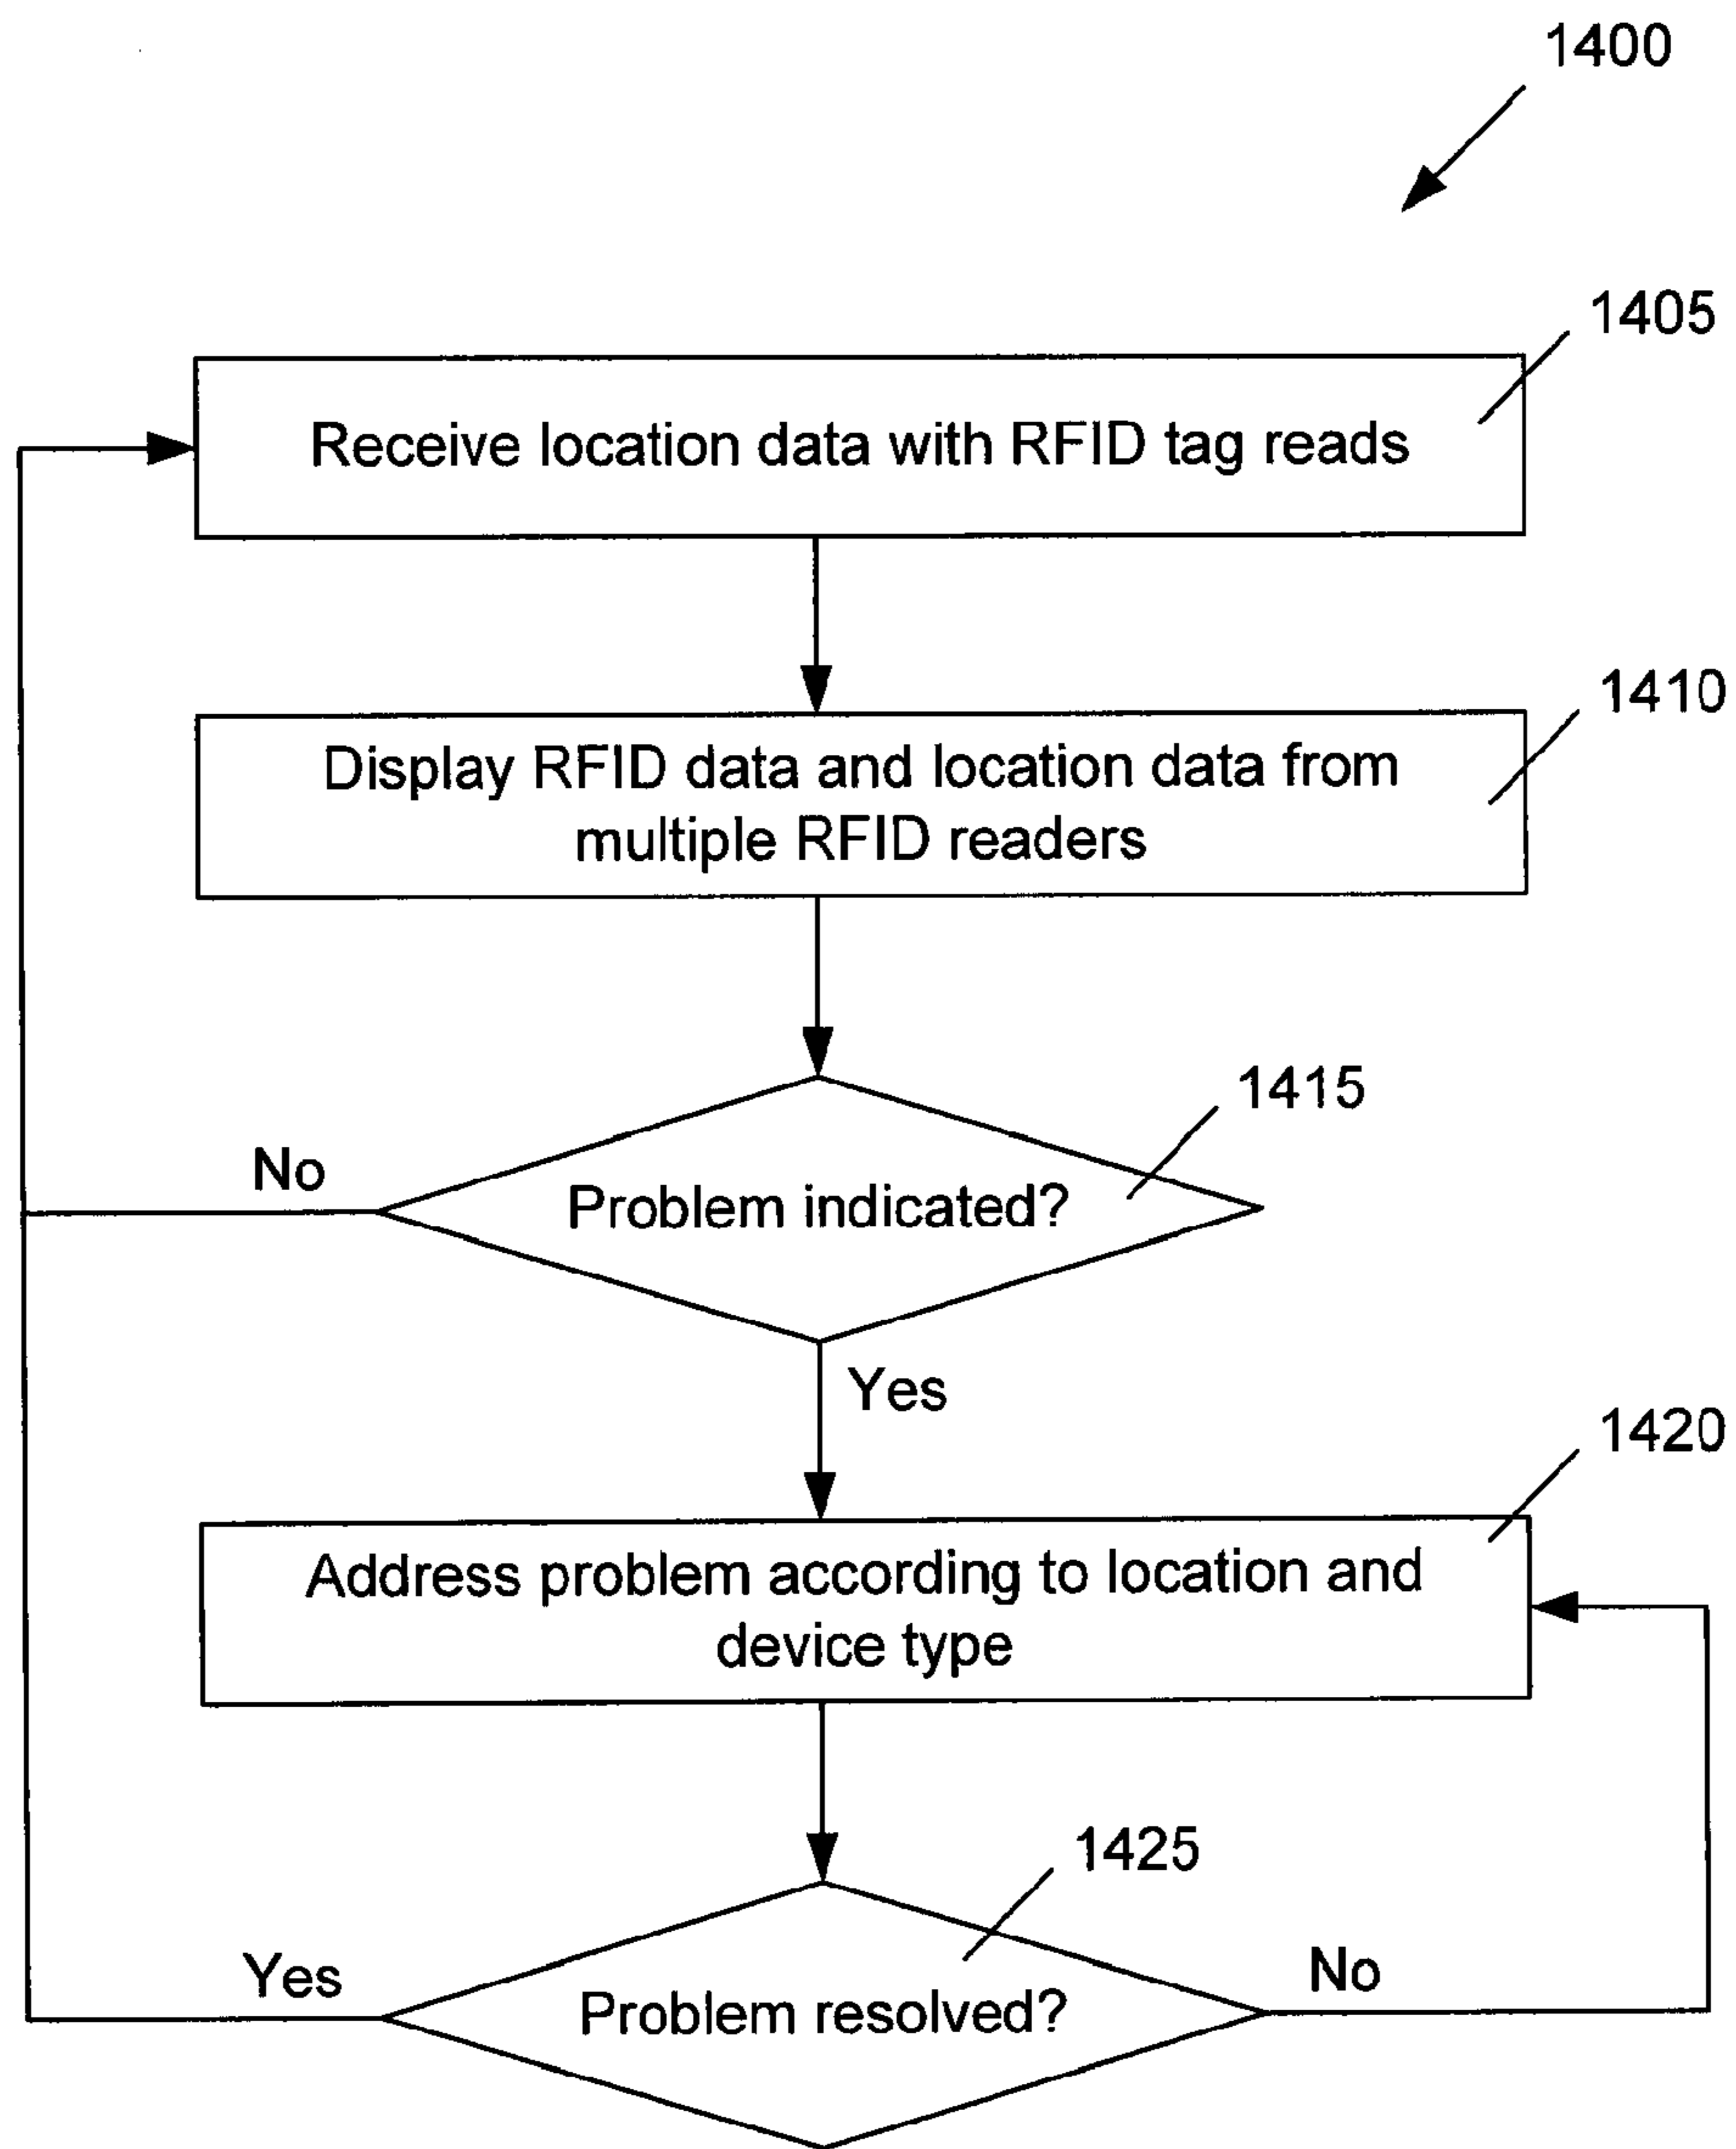 1400
1405
Receive location data with RFID tag reads
1410
Display RFID data and location data from
multiple RFID readers
1415
No
Problem indicated?
Yes
1420
Address problem according to location and
device type
1425
Yes
No
Problem resolved?